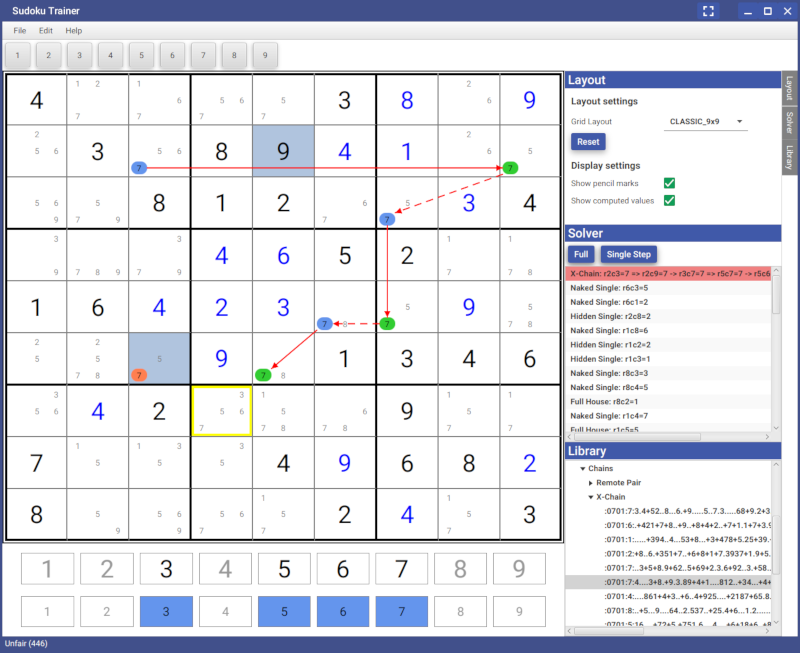 Sudoku Trainer
File Edit Help
1 2 3 4 5 6 7 8 9
1 2 1 2
4 6 5 6 5 3 8 6 9
7 7 7 7
2 2
5 6 3 5 6 8 9 4 1 6 5
7 7
5 6 5 8 1 2 6 5 3 4
9 7 9 7 7
3 3 1 1
4 6 5 2
9 7 8 9 7 9 7 7 8
1 6 4 2 3 5 9 5
7 8 7 7 8
2 2
5 5 5 9 1 3 4 6
7 8 7 7 8
3 3 1 1 1
5 6 4 2 5 6 5 6 9 5 5
7 7 8 7 8 7 7
1 1 3 3
7 5 5 5 4 9 6 8 2
1 1
8 5 5 6 5 6 5 2 4 5 3
9 9 7 7 7
1 2 3 4 5 6 7 8 9
1 2 3 4 5 6 7 8 9
Layout
Layout settings
Grid Layout CLASSIC_9x9
Reset
Display settings
Show pencil marks
Show computed values
Solver
Full Single Step
X-Chain: r2c3=7 => r2c9=7 -> r3c7=7 => r5c7=7 -> r5c6
Naked Single: r6c3=5
Naked Single: r6c1=2
Hidden Single: r2c8=2
Naked Single: r1c8=6
Hidden Single: r1c2=2
Hidden Single: r1c3=1
Naked Single: r8c3=3
Naked Single: r8c4=5
Full House: r8c2=1
Naked Single: r1c4=7
Full House: r1c5=5
Library
Chains
Remote Pair
X-Chain
:0701:7:3.4+52..8...6.+9.....5..7.3.....68+9.2+3
:0701:6:.+421+7+8..+9..+8+4+2..+7+1.1+7+3.9
:0701:1:.....+394..4...53+8...+3+478+5.25+39.
:0701:2:+8..6.+351+7..+6+8+1+7.3937+1.9+5.
:0701:7:..3+5+8.9+62..5+69+2.3.6+92..3.+58.
:0701:7:4....3+8.+9.3.89+4+1....812..+34...+4+
:0701:4:....861+4+3..+6..4+925....+2187+65.8.
:0701:8:..+5...9....64..2.537..+25.4+6...1.2......
:0701:5:16....+72+5.+751.6....4....+6+18+6..+8
Layout
Solver
Library
Unfair (446)